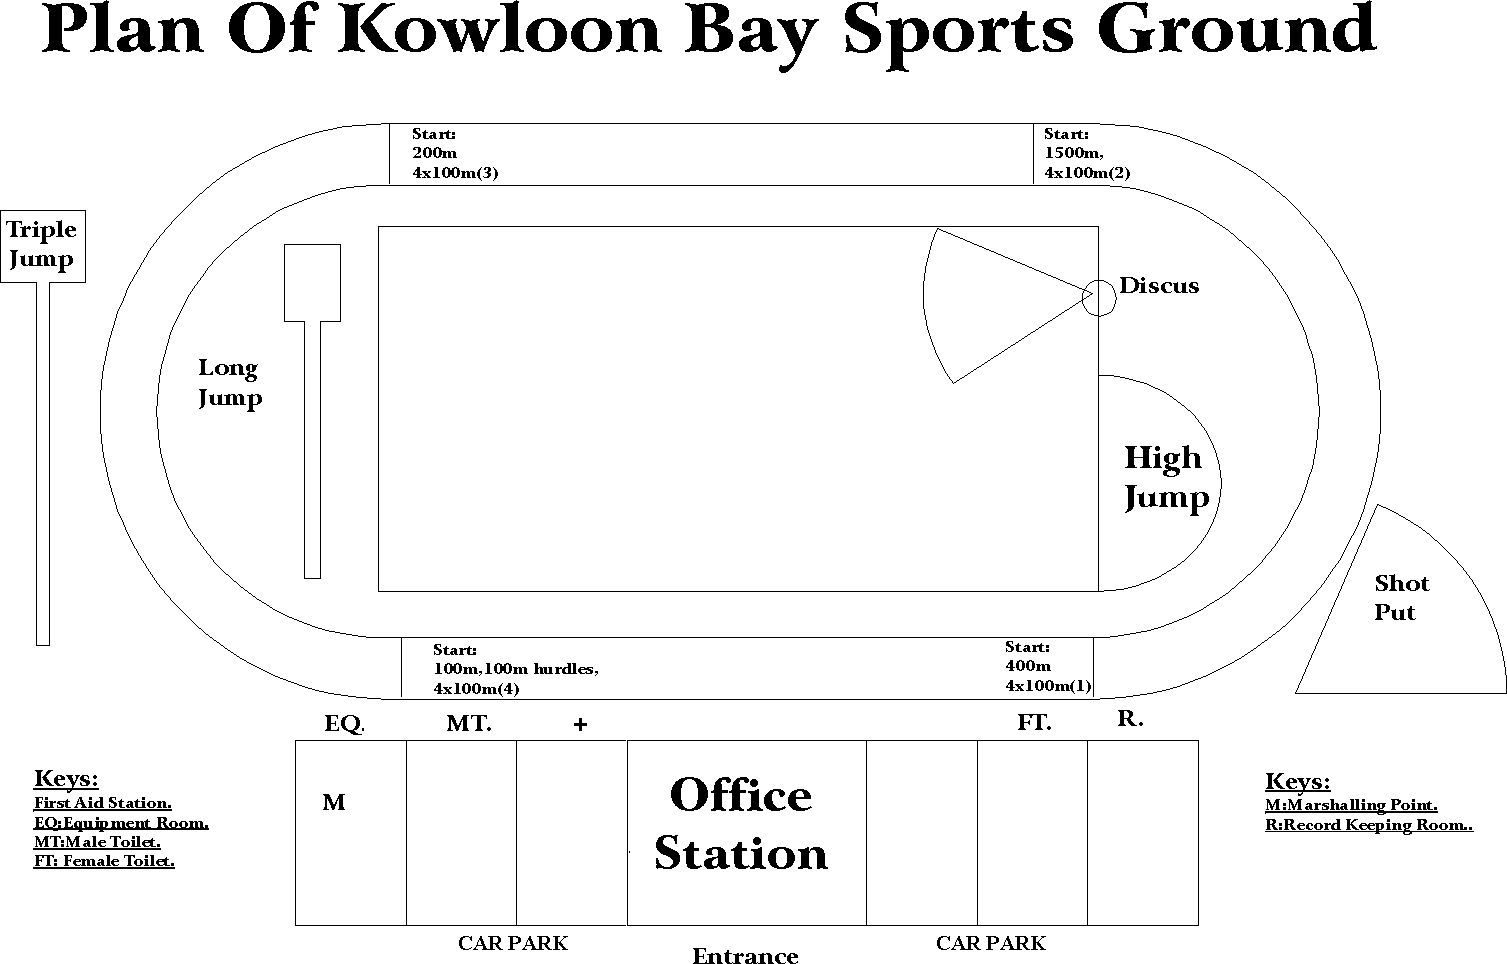 Plan Of Kowloon Bay Sports Ground
Start:
200m
4x100m(3)
Start:
1500m,
4x100m(2)
Triple
Jump
Discus
Long
Jump
High
Jump
Shot
Put
Start:
100m,100m hurdles,
4x100m(4)
Start:
400m
4x100m(1)
EQ.
MT.
+
FT.
R.
M
Office
Station
Keys:
First Aid Station.
EQ:Equipment Room.
MT:Male Toilet.
FT: Female Toilet.
Keys:
M:Marshalling Point.
R:Record Keeping Room..
CAR PARK
Entrance
CAR PARK